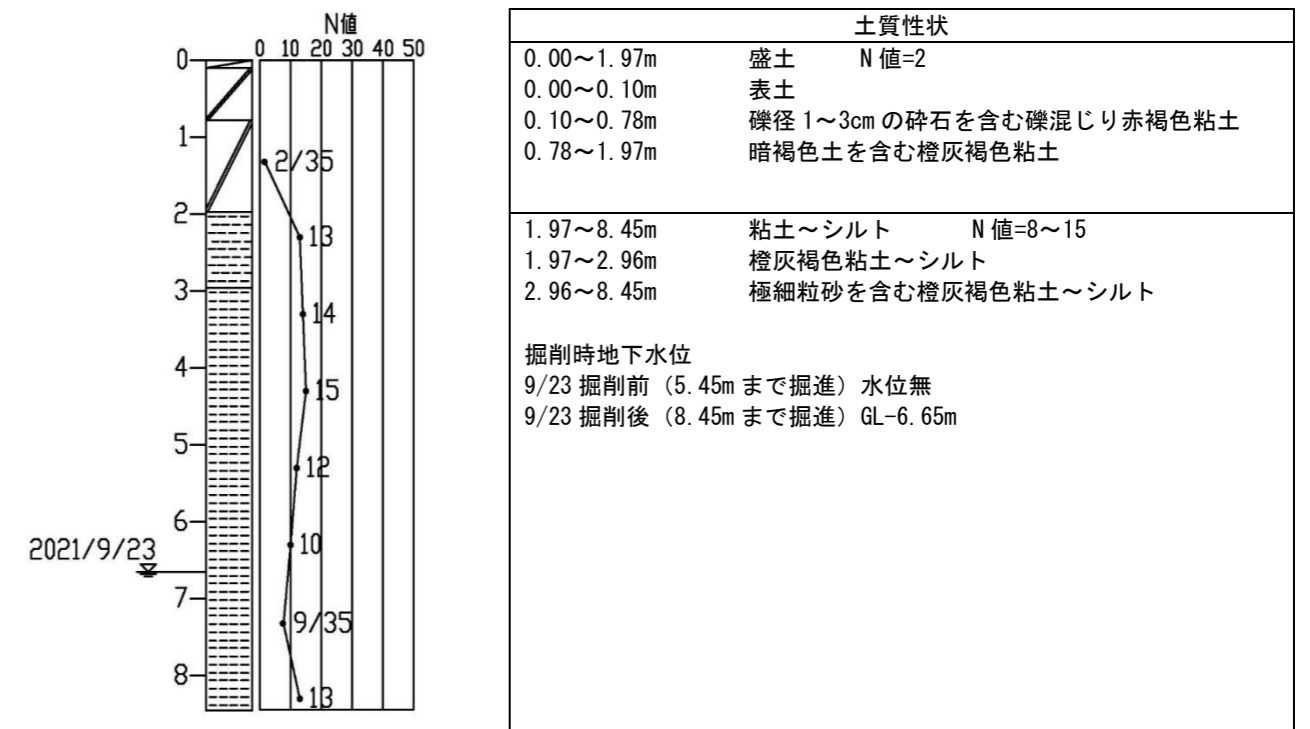 N値
0 10 20 30 40 50
0
1
2/35
2
13
3
14
4
15
5
12
6
10
2021/9/23
7
9/35
8
13
土質性状
0.00～1.97m 盛土 N値=2
0.00～0.10m 表土
0.10～0.78m 礫径1～3cmの砕石を含む礫混じり赤褐色粘土
0.78～1.97m 暗褐色土を含む橙灰褐色粘土
1.97～8.45m 粘土～シルト N値=8～15
1.97～2.96m 橙灰褐色粘土～シルト
2.96～8.45m 極細粒砂を含む橙灰褐色粘土～シルト
掘削時地下水位
9/23 掘削前（5.45mまで掘進）水位無
9/23 掘削後（8.45mまで掘進）GL-6.65m